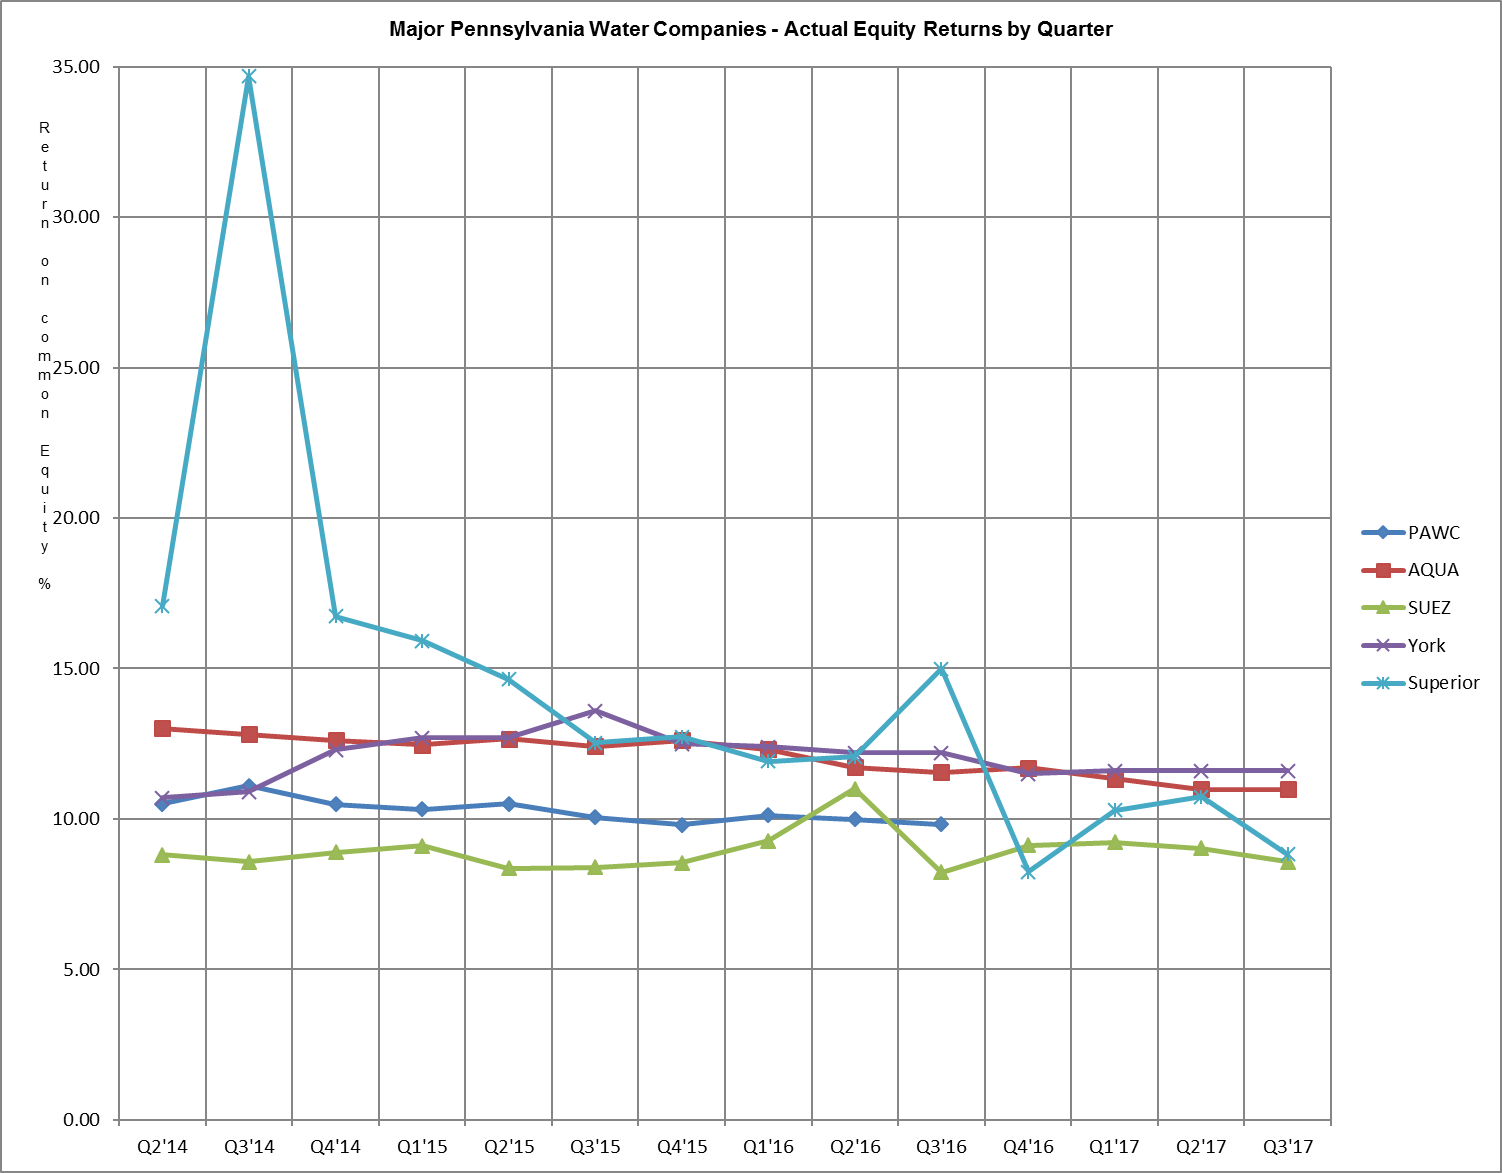 Major Pennsylvania Water Companies - Actual Equity Returns by Quarter
Return on common Equity %
35.00
30.00
25.00
20.00
15.00
10.00
5.00
0.00
Q2'14 Q3'14 Q4'14 Q1'15 Q2'15 Q3'15 Q4'15 Q1'16 Q2'16 Q3'16 Q4'16 Q1'17 Q2'17 Q3'17
PAWC
AQUA
SUEZ
York
Superior